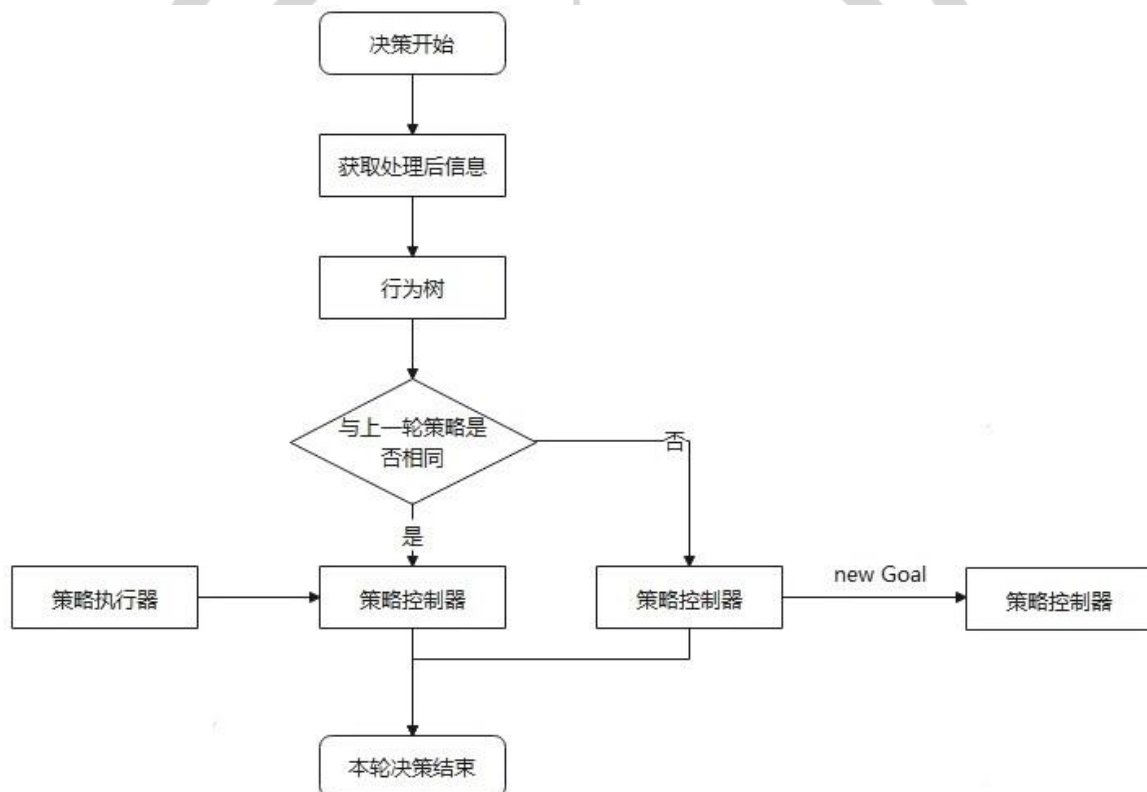 决策开始
获取处理后信息
行为树
与上一轮策略是
否相同
否
是
策略执行器
策略控制器
策略控制器
new Goal
策略控制器
本轮决策结束